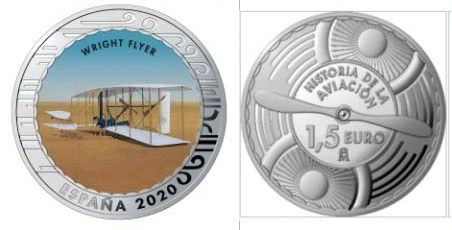 WRIGHT FLYER
ESPAÑA 2020
HISTORIA DE LA
AVIACIÓN
1,5 EURO
M